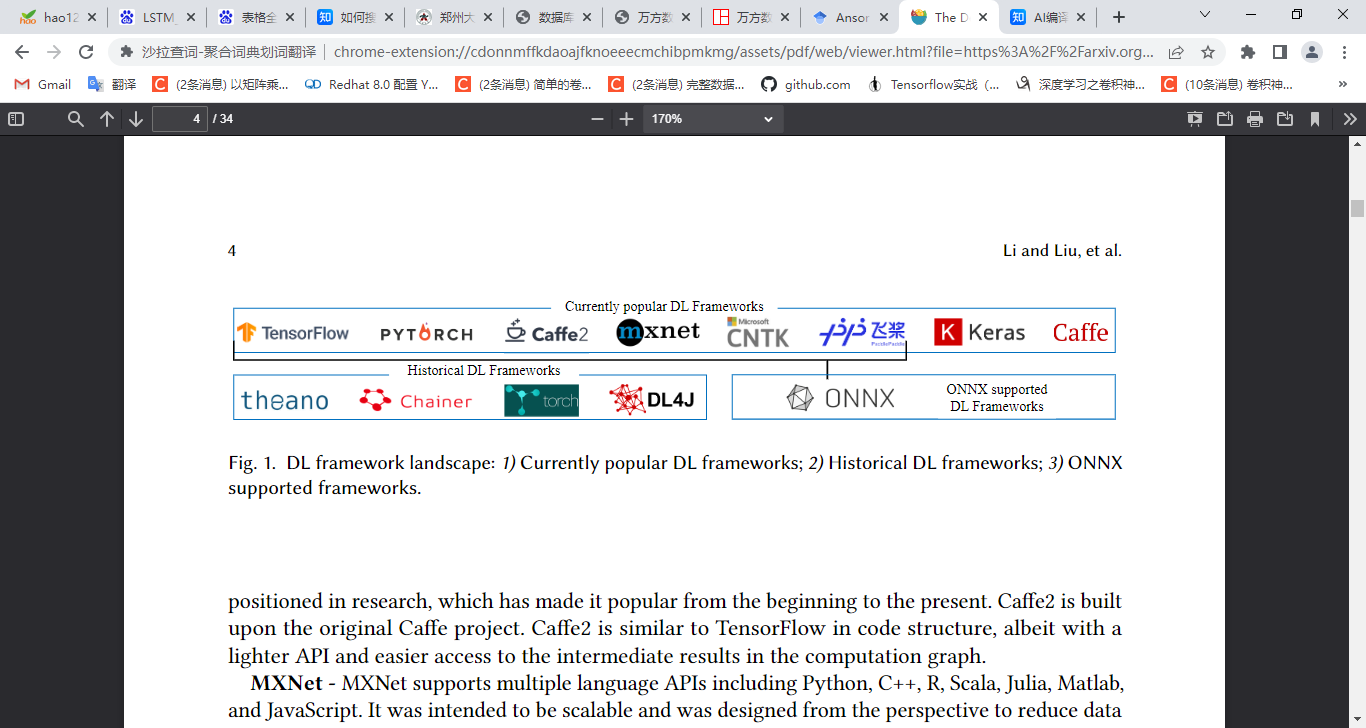 hao12
LSTM_
表格全
如何搜
郑州大
数据库
万方数
万方数
Ansor
The D
AI编译
沙拉查词-聚合词典划词翻译 chrome-extension://cdonnmffkdaoajfknoeeecmchibpmkmg/assets/pdf/web/viewer.html?file=https%3A%2F%2Farxiv.org...
Gmail 翻译 (2条消息) 以矩阵乘... Redhat 8.0 配置 Y... (2条消息) 简单的卷... (2条消息) 完整数据... github.com Tensorflow实战（... 深度学习之卷积神... (10条消息) 卷积神...
4 / 34 170%
4 Li and Liu, et al.
Currently popular DL Frameworks
TensorFlow PYTORCH Caffe2 mxnet Microsoft CNTK 飞桨 PaddlePaddle Keras Caffe
Historical DL Frameworks
theano Chainer torch DL4J
ONNX ONNX supported
DL Frameworks
Fig. 1. DL framework landscape: 1) Currently popular DL frameworks; 2) Historical DL frameworks; 3) ONNX
supported frameworks.
positioned in research, which has made it popular from the beginning to the present. Caffe2 is built
upon the original Caffe project. Caffe2 is similar to TensorFlow in code structure, albeit with a
lighter API and easier access to the intermediate results in the computation graph.
MXNet - MXNet supports multiple language APIs including Python, C++, R, Scala, Julia, Matlab,
and JavaScript. It was intended to be scalable and was designed from the perspective to reduce data